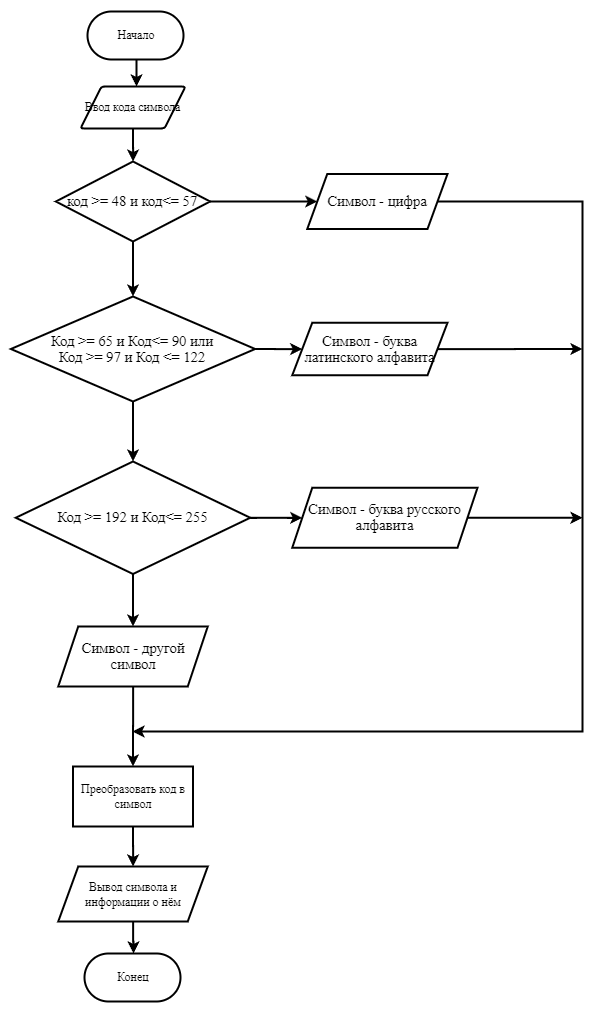 Начало
Ввод кода символа
код >= 48 и код<= 57
Символ - цифра
Код >= 65 и Код<= 90 или
Код >= 97 и Код <= 122
Символ - буква
латинского алфавита
Код >= 192 и Код<= 255
Символ - буква русского
алфавита
Символ - другой
символ
Преобразовать код в
символ
Вывод символа и
информации о нём
Конец